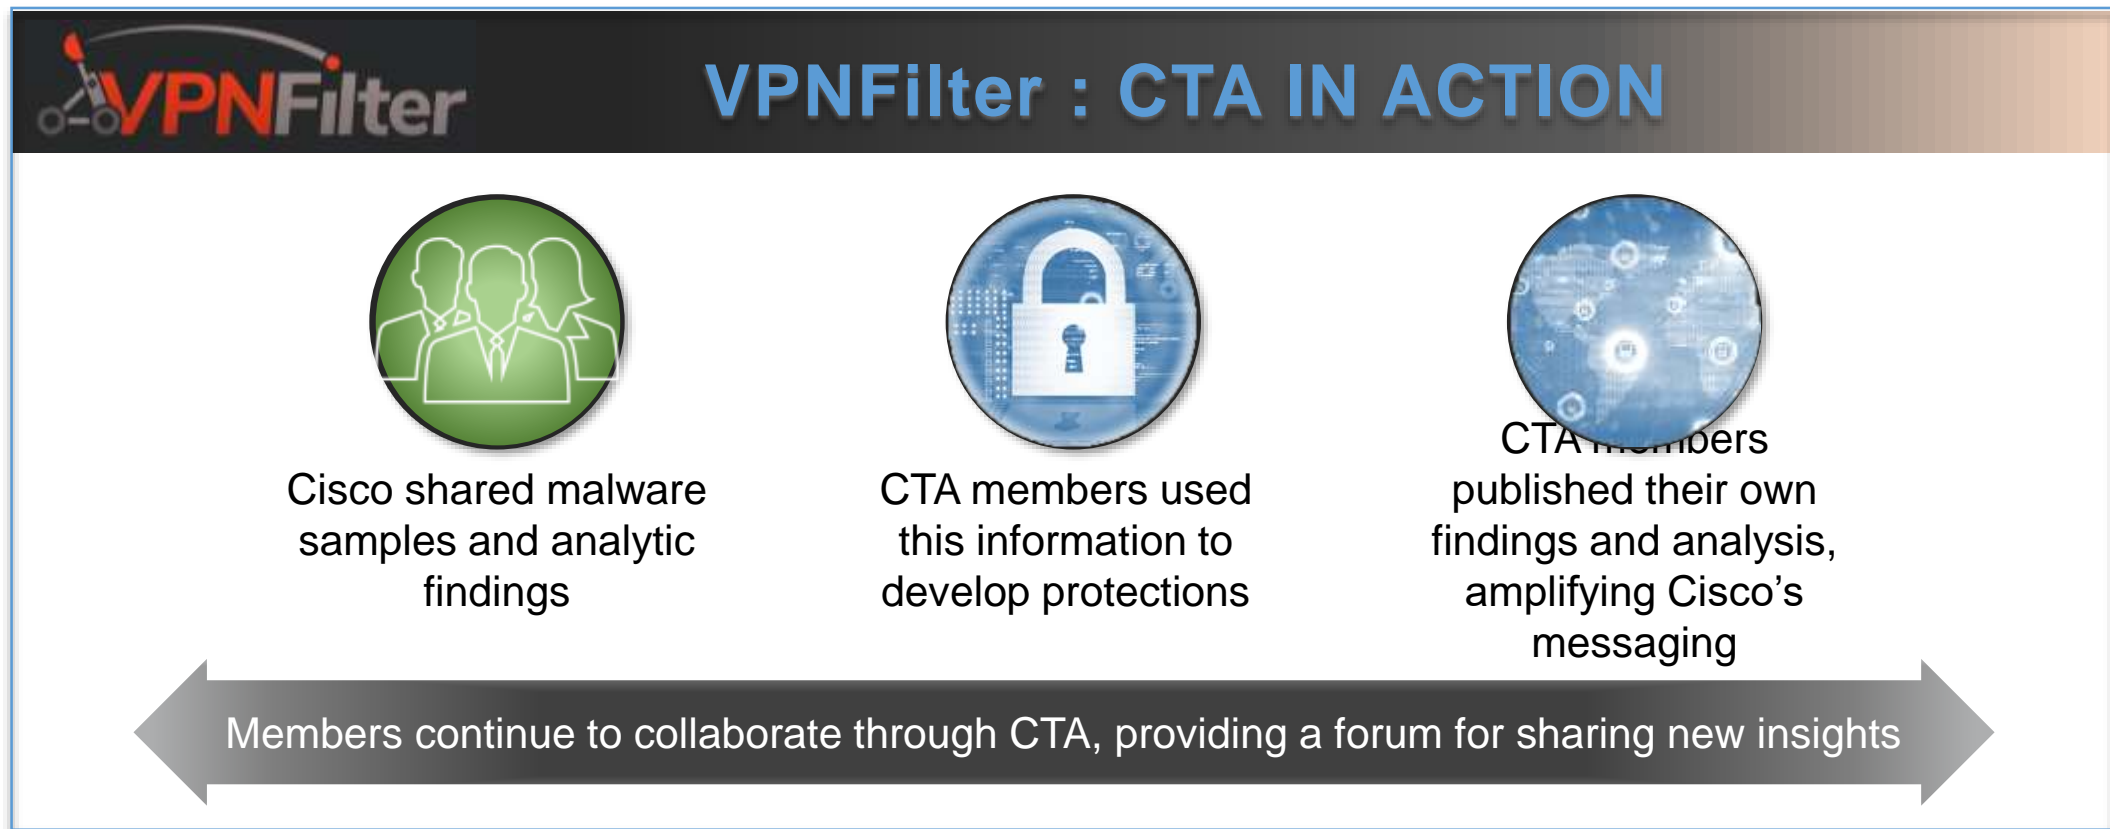 VPNFilter
VPNFilter : CTA IN ACTION
Cisco shared malware
samples and analytic
findings
CTA members used
this information to
develop protections
CTA members
published their own
findings and analysis,
amplifying Cisco’s
messaging
Members continue to collaborate through CTA, providing a forum for sharing new insights